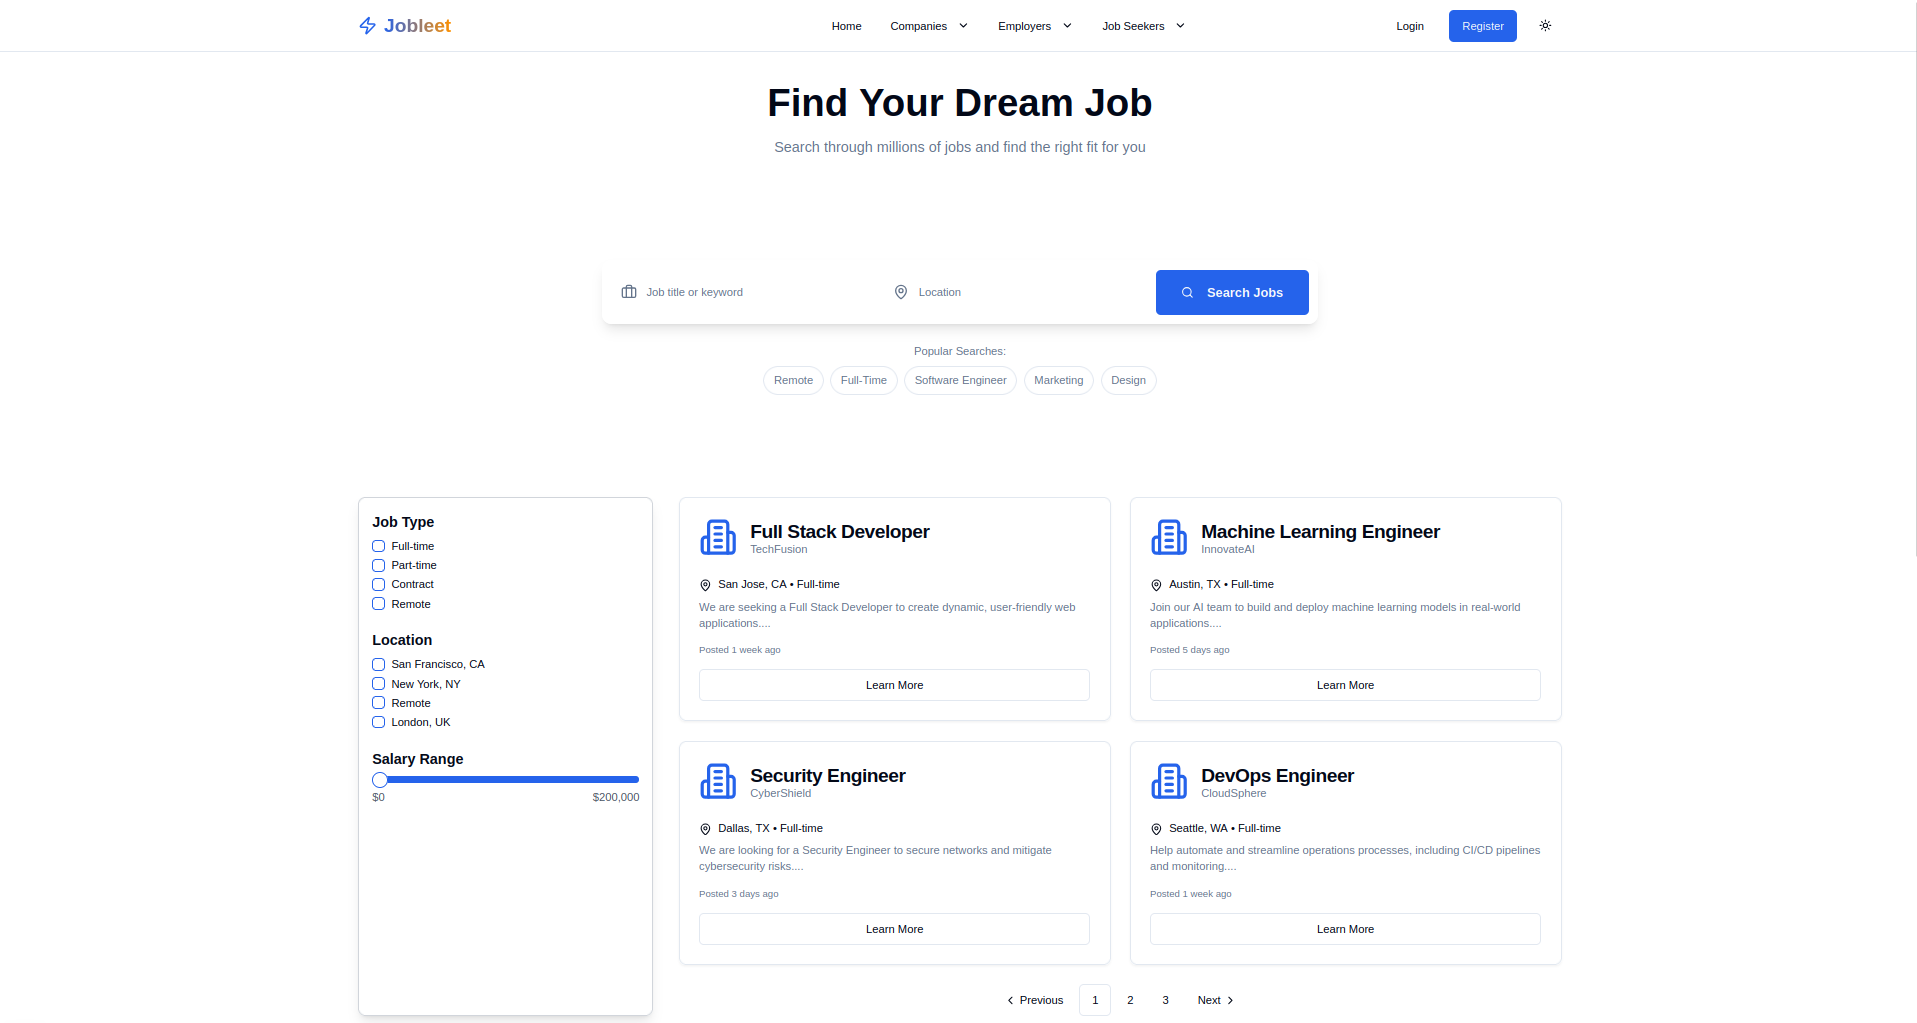 Jobleet
Home Companies Employers Job Seekers
Login Register
Find Your Dream Job
Search through millions of jobs and find the right fit for you
Job title or keyword Location Search Jobs
Popular Searches:
Remote Full-Time Software Engineer Marketing Design
Job Type
Full-time
Part-time
Contract
Remote
Location
San Francisco, CA
New York, NY
Remote
London, UK
Salary Range
$0 $200,000
Full Stack Developer
TechFusion
San Jose, CA • Full-time
We are seeking a Full Stack Developer to create dynamic, user-friendly web
applications....
Posted 1 week ago
Learn More
Machine Learning Engineer
InnovateAI
Austin, TX • Full-time
Join our AI team to build and deploy machine learning models in real-world
applications....
Posted 5 days ago
Learn More
Security Engineer
CyberShield
Dallas, TX • Full-time
We are looking for a Security Engineer to secure networks and mitigate
cybersecurity risks....
Posted 3 days ago
Learn More
DevOps Engineer
CloudSphere
Seattle, WA • Full-time
Help automate and streamline operations processes, including CI/CD pipelines
and monitoring....
Posted 1 week ago
Learn More
Previous 1 2 3 Next